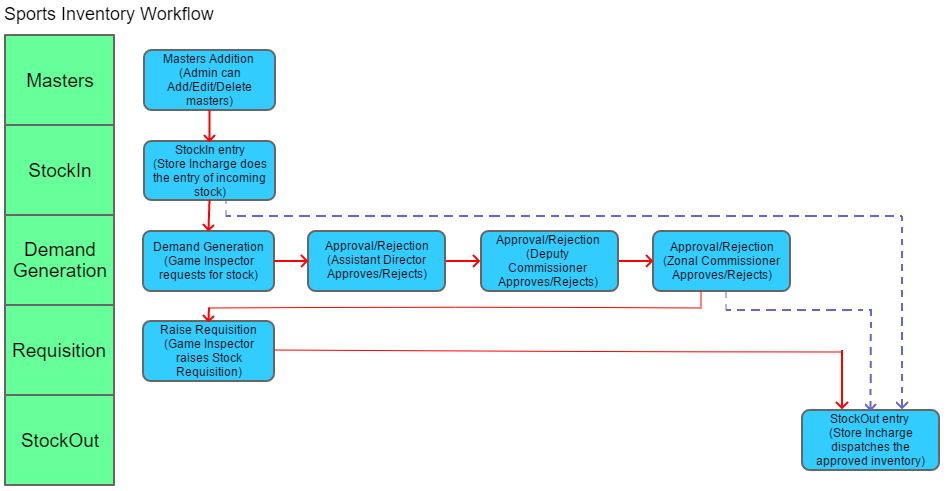 Sports Inventory Workflow
Masters
Masters Addition
(Admin can
Add/Edit/Delete
masters)
StockIn
StockIn entry
(Store Incharge does
the entry of incoming
stock)
Demand
Generation
Demand Generation
(Game Inspector
requests for stock)
Approval/Rejection
(Assistant Director
Approves/Rejects)
Approval/Rejection
(Deputy
Commissioner
Approves/Rejects)
Approval/Rejection
(Zonal Commissioner
Approves/Rejects)
Requisition
Raise Requisition
(Game Inspector
raises Stock
Requisition)
StockOut
StockOut entry
(Store Incharge
dispatches the
approved inventory)